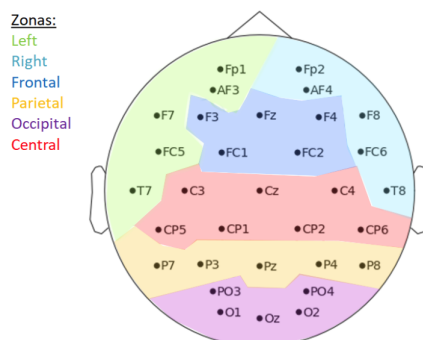 Zonas:
Left
Right
Frontal
Parietal
Occipital
Central
Fp1 Fp2
AF3 AF4
F7 F3 Fz F4 F8
FC5 FC1 FC2 FC6
T7 C3 Cz C4 T8
CP5 CP1 CP2 CP6
P7 P3 Pz P4 P8
PO3 PO4
O1 Oz O2